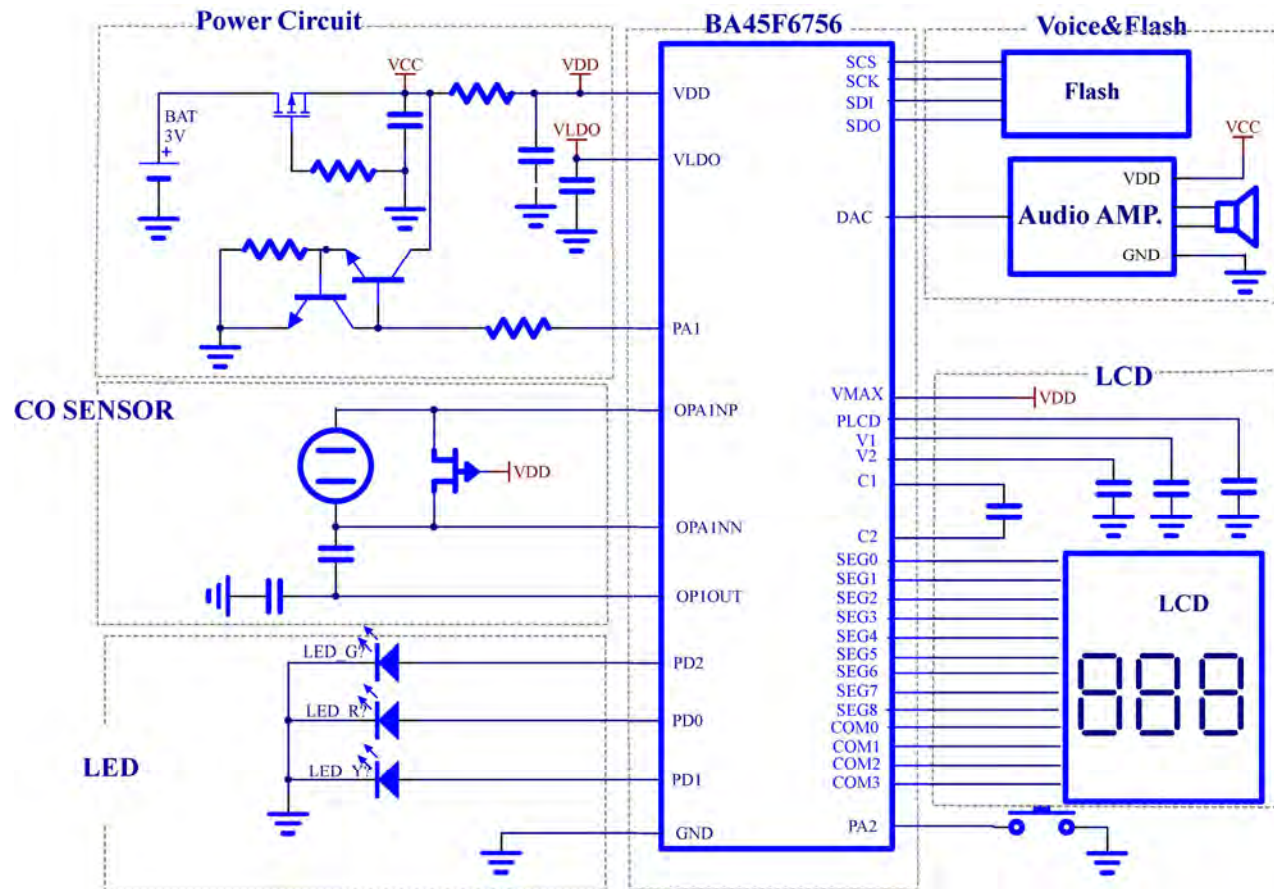 Power Circuit
BA45F6756
Voice&Flash
VCC
VDD
BAT
3V
+
VLDO
VDD
VLDO
PA1
SCS
SCK
SDI
SDO
Flash
VCC
DAC
VDD
Audio AMP.
GND
CO SENSOR
OPA1NP
VDD
OPA1NN
OP1OUT
LCD
VMAX
VDD
PLCD
V1
V2
C1
C2
SEG0
SEG1
SEG2
SEG3
SEG4
SEG5
SEG6
SEG7
SEG8
COM0
COM1
COM2
COM3
LCD
888
LED
LED_G?
PD2
LED_R?
PD0
LED_Y?
PD1
GND
PA2